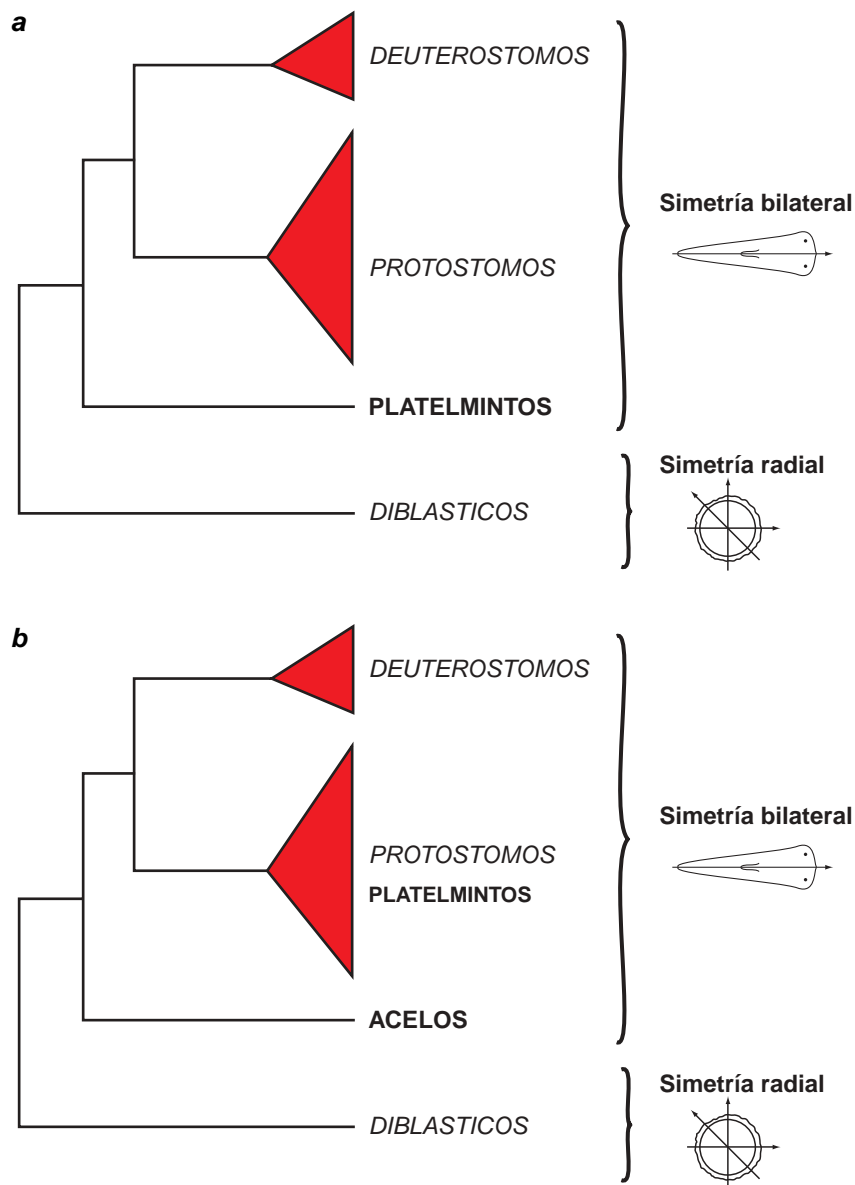 a
DEUTEROSTOMOS
PROTOSTOMOS
Simetría bilateral
PLATELMINTOS
Simetría radial
DIBLASTICOS
b
DEUTEROSTOMOS
PROTOSTOMOS
PLATELMINTOS
Simetría bilateral
ACELOS
Simetría radial
DIBLASTICOS